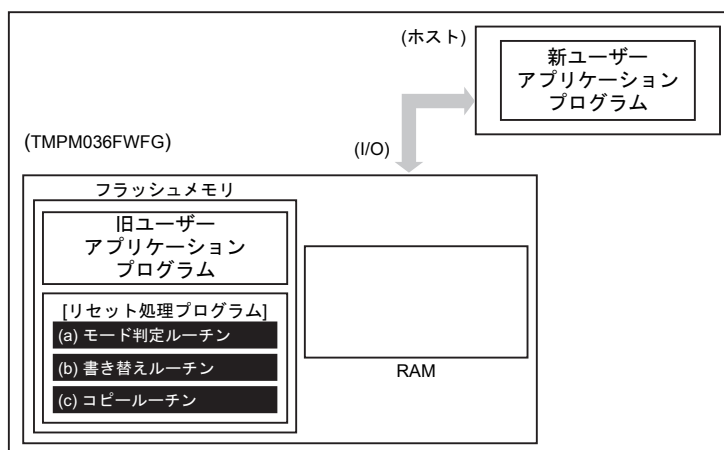 (ホスト)
新ユーザー
アプリケーション
プログラム
(TMPM036FWFG)
(I/O)
フラッシュメモリ
旧ユーザー
アプリケーション
プログラム
[リセット処理プログラム]
(a) モード判定ルーチン
(b) 書き替えルーチン
(c) コピールーチン
RAM